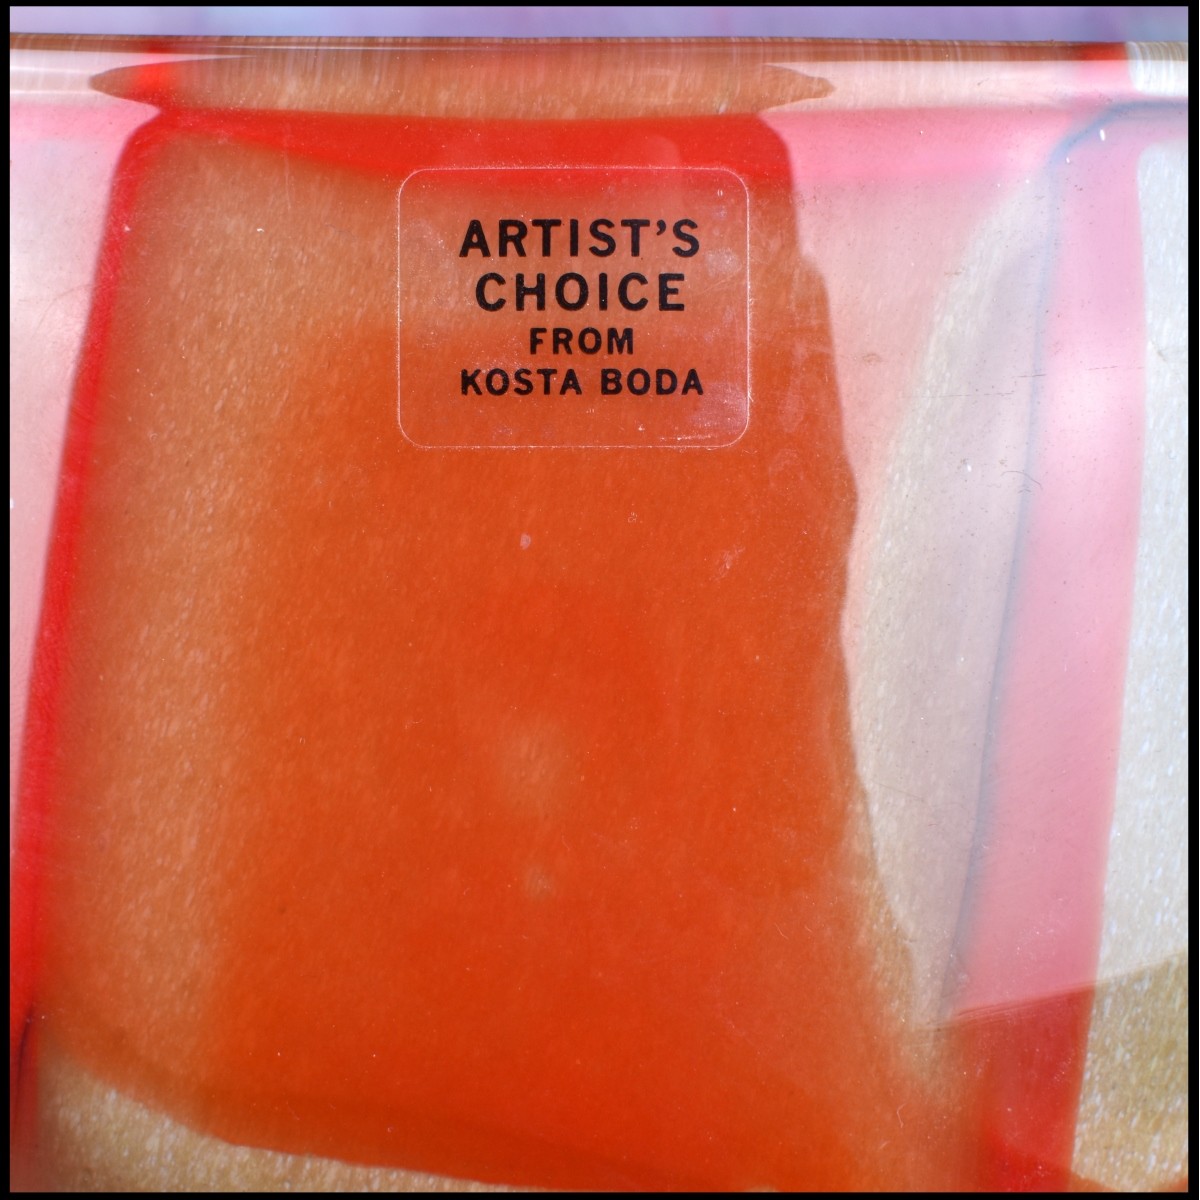 ARTIST'S
CHOICE
FROM
KOSTA BODA